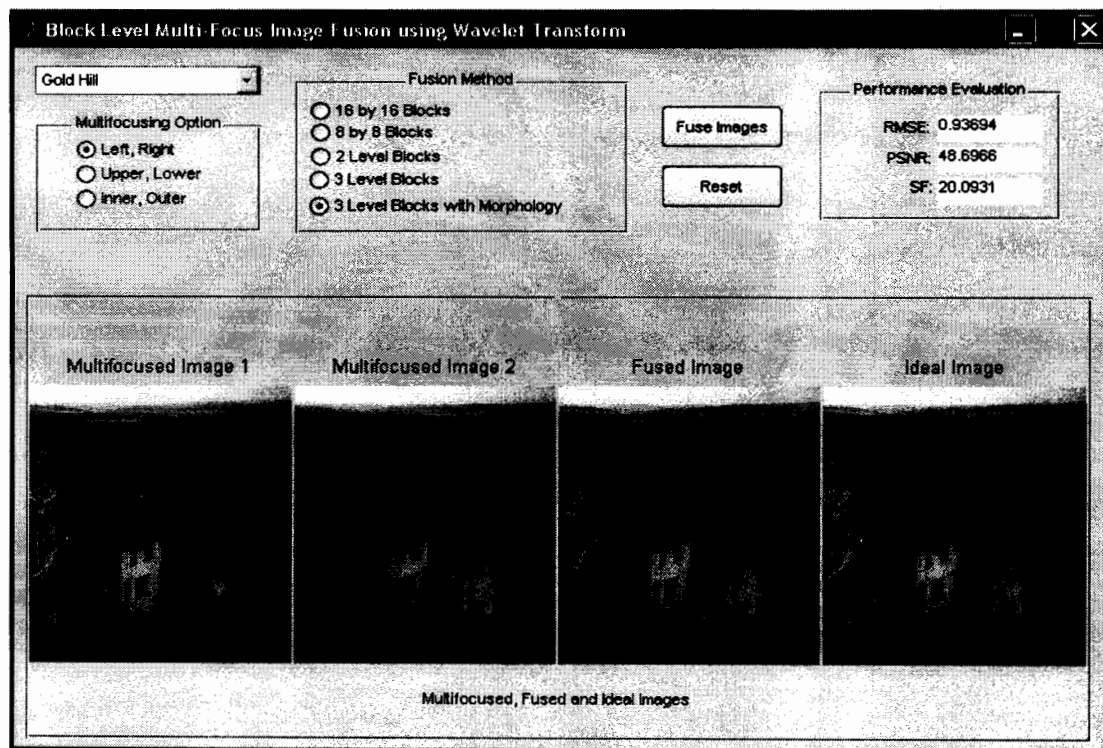 Block Level Multi-Focus Image Fusion using Wavelet Transform
Gold Hill
Multifocusing Option
Left, Right
Upper, Lower
Inner, Outer
Fusion Method
16 by 16 Blocks
8 by 8 Blocks
2 Level Blocks
3 Level Blocks
3 Level Blocks with Morphology
Fuse Images
Reset
Performance Evaluation
RMSE: 0.93694
PSNR: 48.6966
SF: 20.0931
Multifocused Image 1
Multifocused Image 2
Fused Image
Ideal Image
Multifocused, Fused and Ideal Images